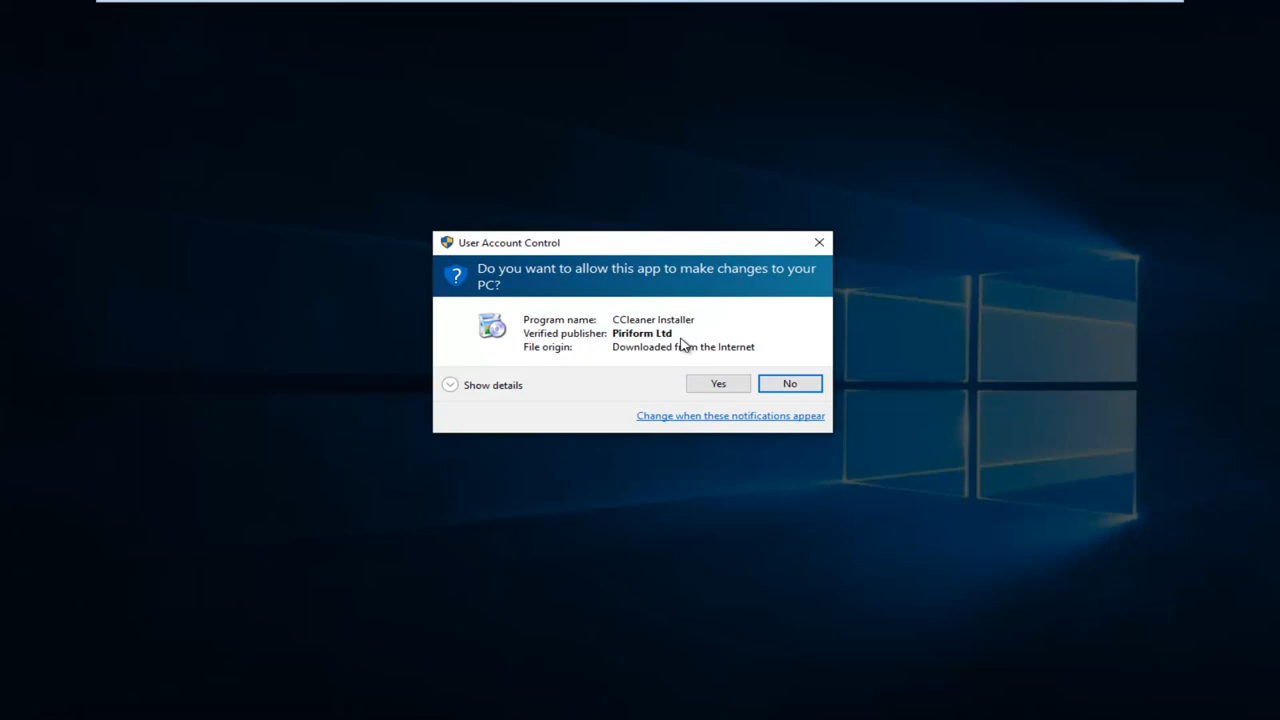 User Account Control
Do you want to allow this app to make changes to your
PC?
Program name: CCleaner Installer
Verified publisher: Piriform Ltd
File origin: Downloaded from the Internet
Show details
Yes
No
Change when these notifications appear